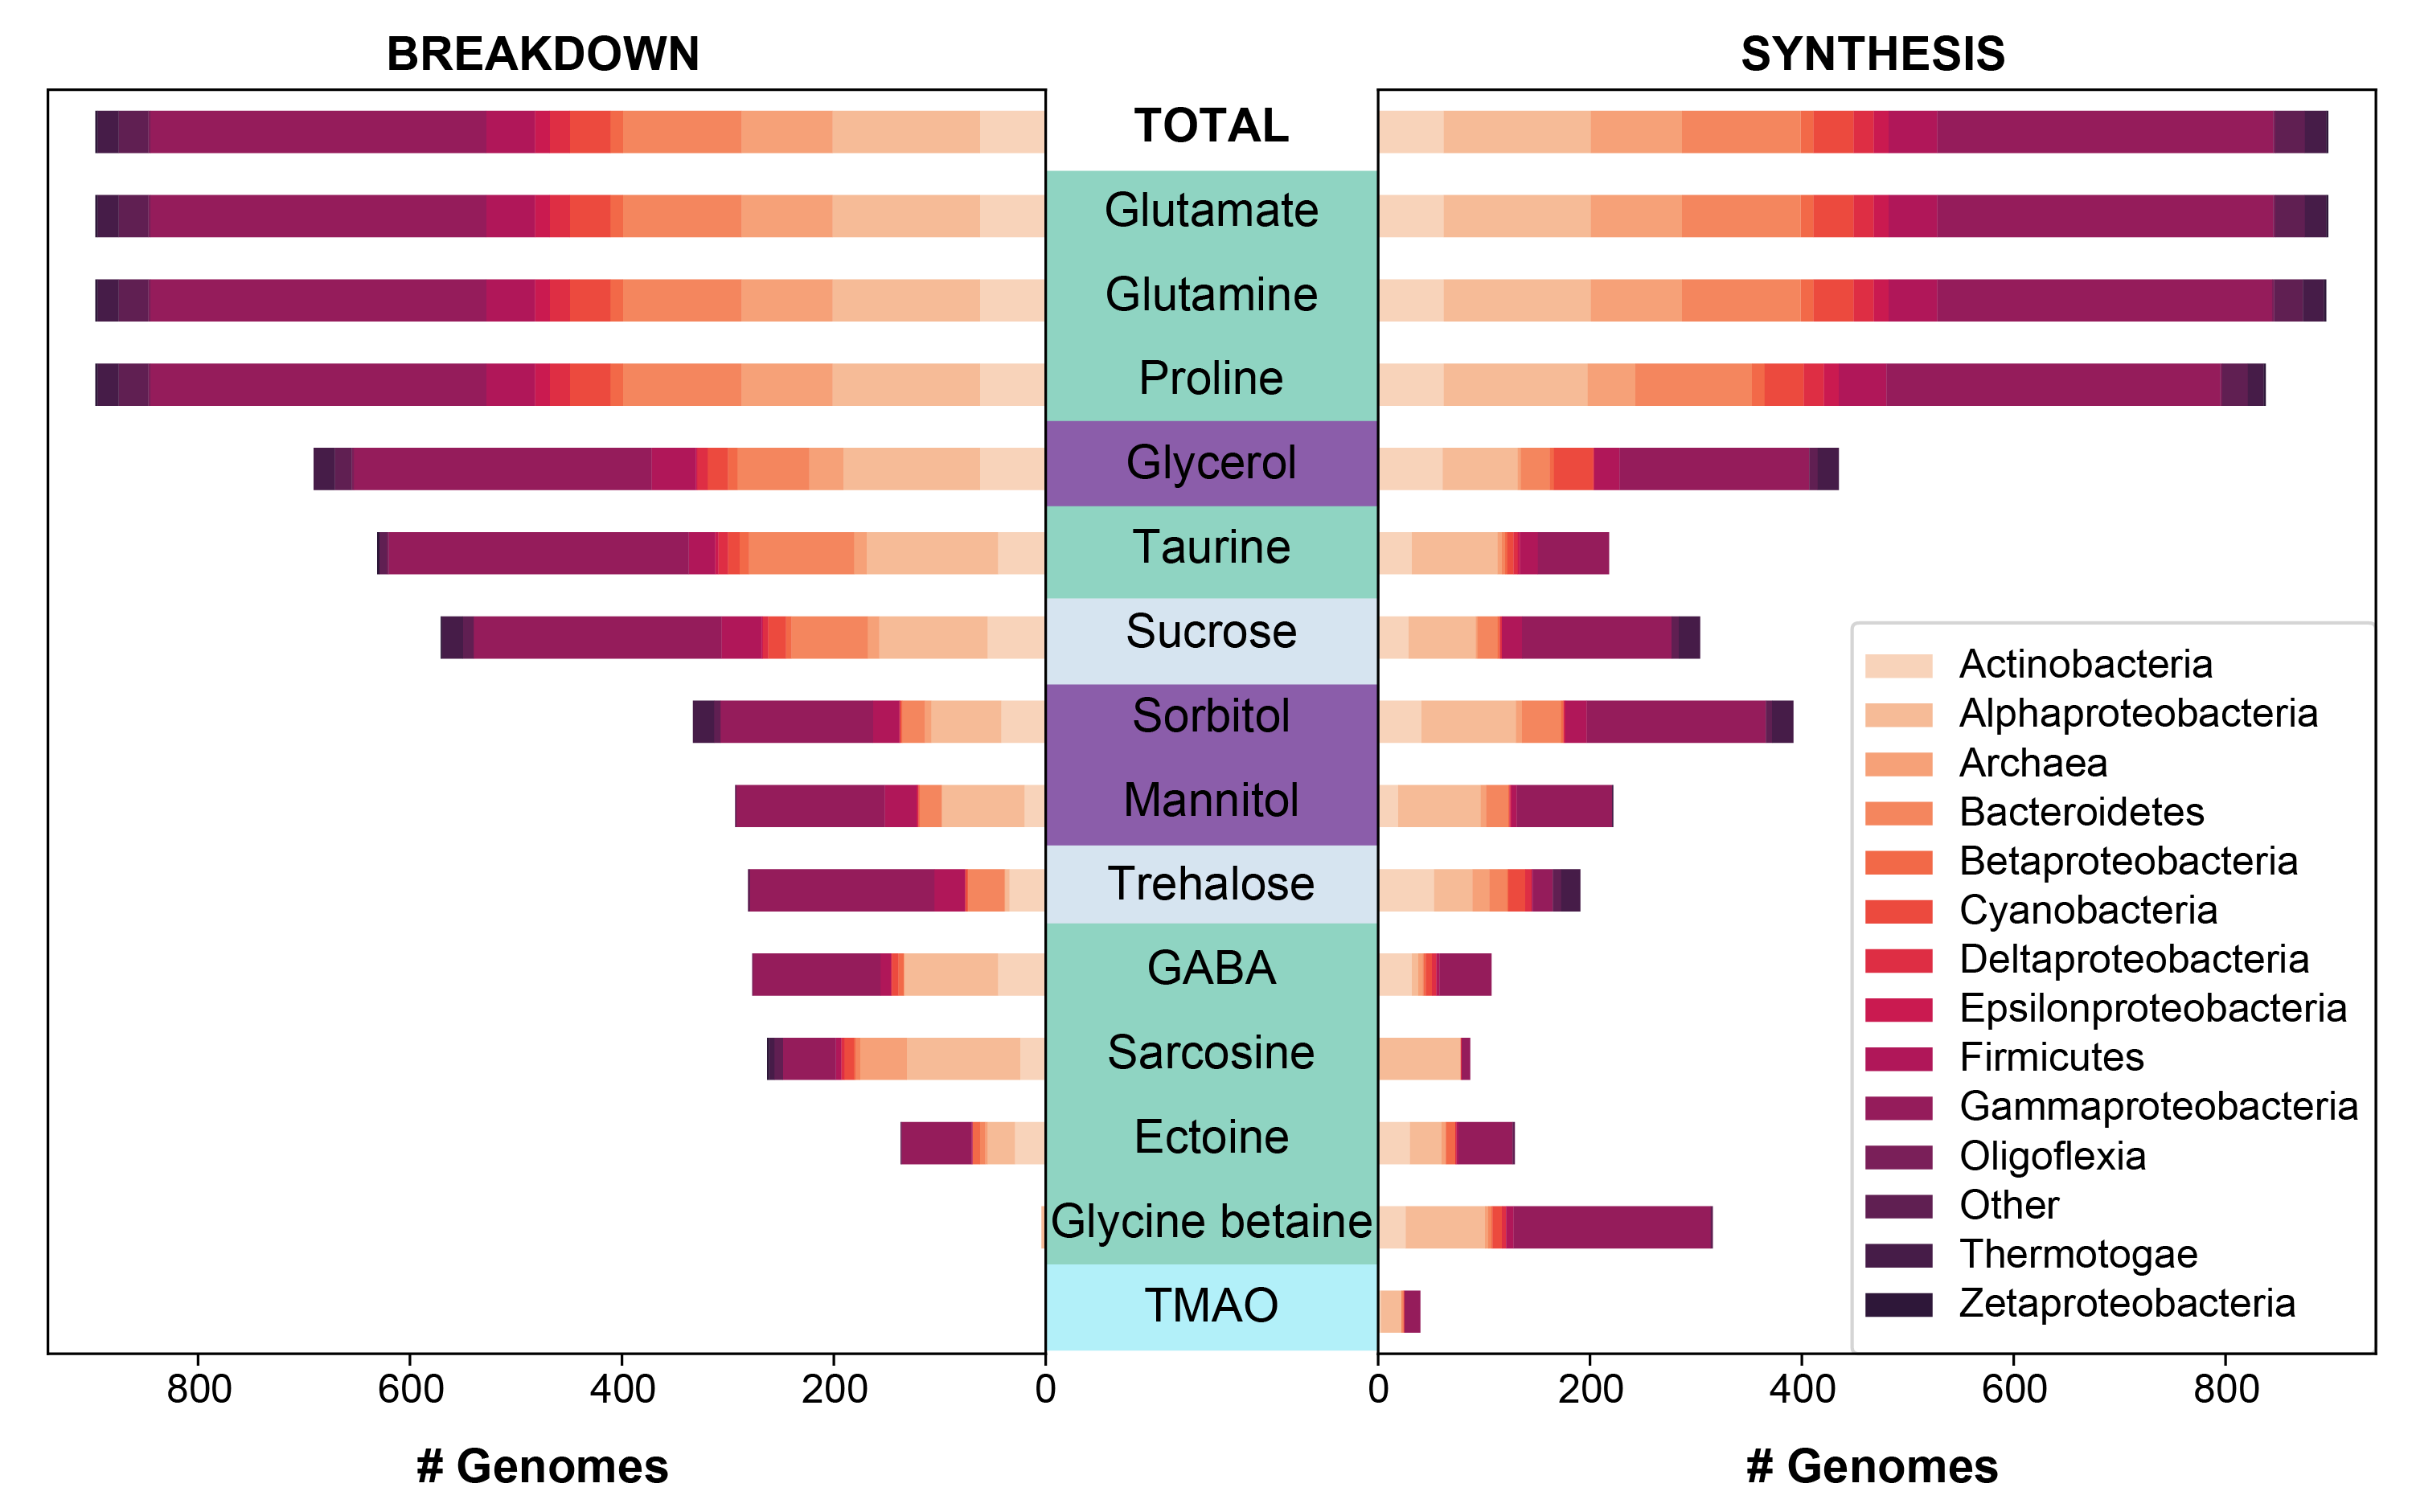 BREAKDOWN
SYNTHESIS
TOTAL
Glutamate
Glutamine
Proline
Glycerol
Taurine
Sucrose
Sorbitol
Mannitol
Trehalose
GABA
Sarcosine
Ectoine
Glycine betaine
TMAO
Actinobacteria
Alphaproteobacteria
Archaea
Bacteroidetes
Betaproteobacteria
Cyanobacteria
Deltaproteobacteria
Epsilonproteobacteria
Firmicutes
Gammaproteobacteria
Oligoflexia
Other
Thermotogae
Zetaproteobacteria
800 600 400 200 0
0 200 400 600 800
# Genomes
# Genomes